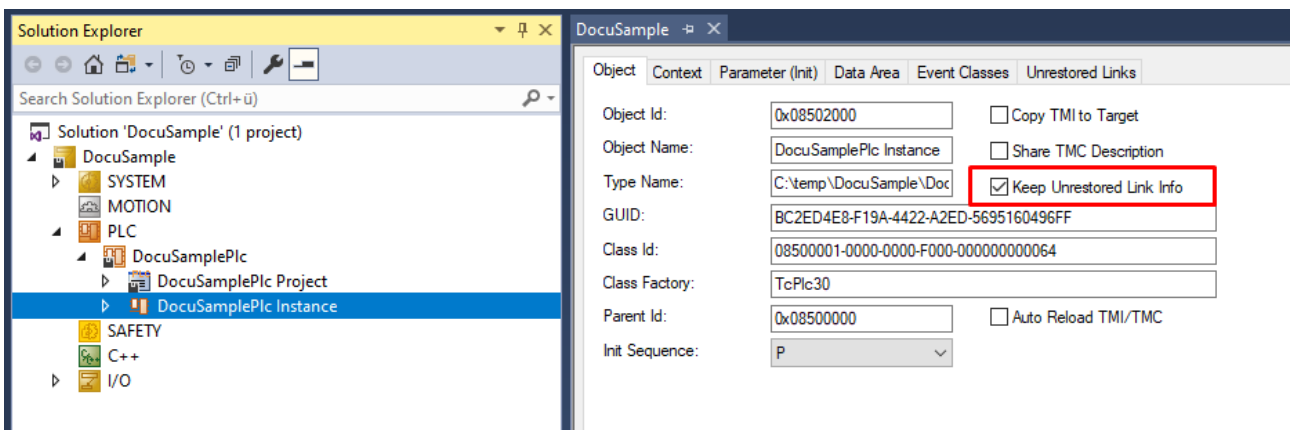 Solution Explorer
Search Solution Explorer (Ctrl+ü)
Solution 'DocuSample' (1 project)
DocuSample
SYSTEM
MOTION
PLC
DocuSamplePlc
DocuSamplePlc Project
DocuSamplePlc Instance
SAFETY
C++
I/O
DocuSample
Object Context Parameter (Init) Data Area Event Classes Unrestored Links
Object Id: 0x08502000 Copy TMI to Target
Object Name: DocuSamplePlc Instance Share TMC Description
Type Name: C:\temp\DocuSample\Doc Keep Unrestored Link Info
GUID: BC2ED4E8-F19A-4422-A2ED-5695160496FF
Class Id: 08500001-0000-0000-F000-000000000064
Class Factory: TcPlc30
Parent Id: 0x08500000 Auto Reload TMI/TMC
Init Sequence: P